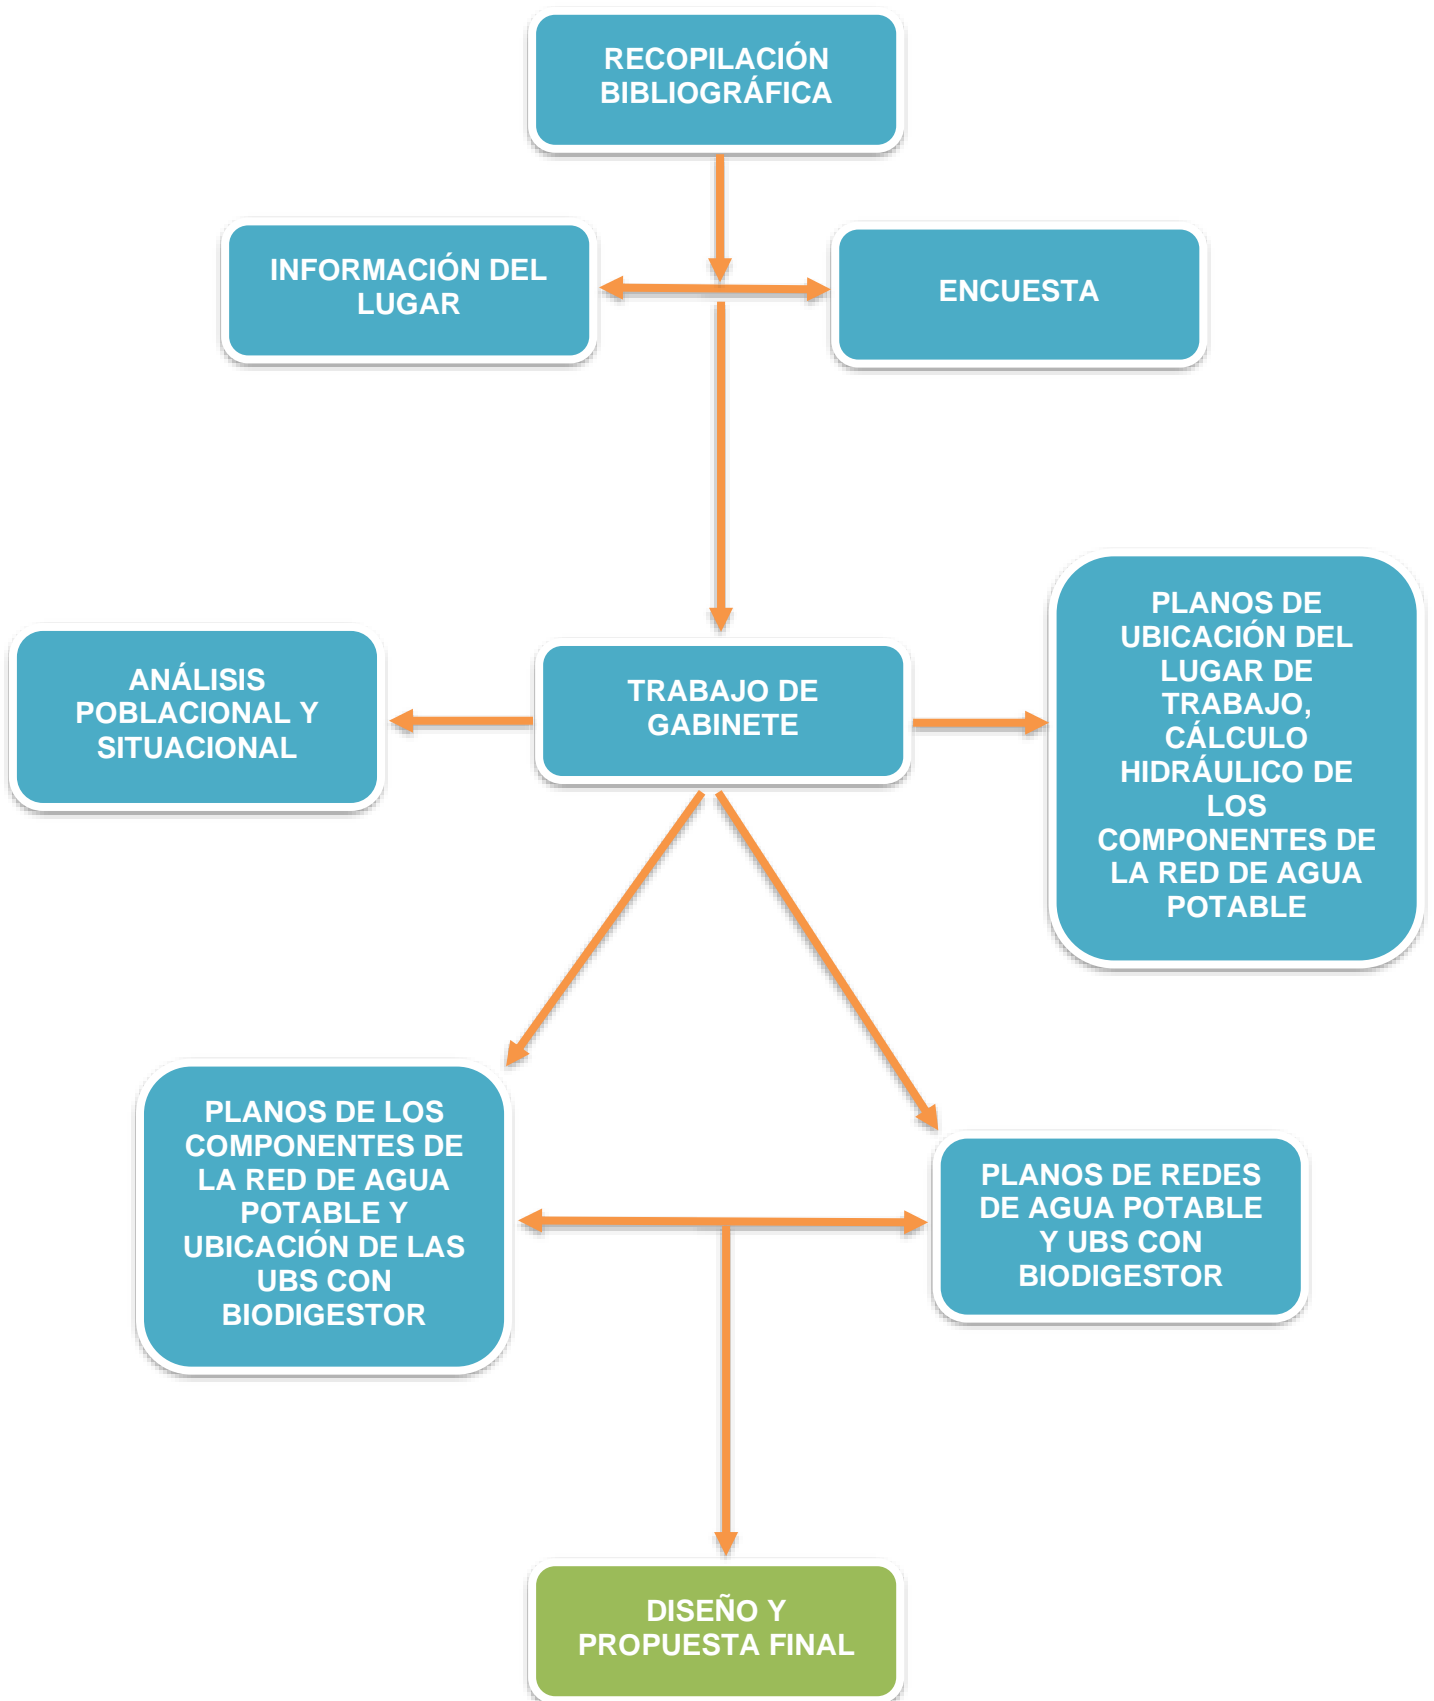 RECOPILACIÓN
BIBLIOGRÁFICA
INFORMACIÓN DEL
LUGAR
ENCUESTA
ANÁLISIS
POBLACIONAL Y
SITUACIONAL
TRABAJO DE
GABINETE
PLANOS DE
UBICACIÓN DEL
LUGAR DE
TRABAJO,
CÁLCULO
HIDRÁULICO DE
LOS
COMPONENTES DE
LA RED DE AGUA
POTABLE
PLANOS DE LOS
COMPONENTES DE
LA RED DE AGUA
POTABLE Y
UBICACIÓN DE LAS
UBS CON
BIODIGESTOR
PLANOS DE REDES
DE AGUA POTABLE
Y UBS CON
BIODIGESTOR
DISEÑO Y
PROPUESTA FINAL